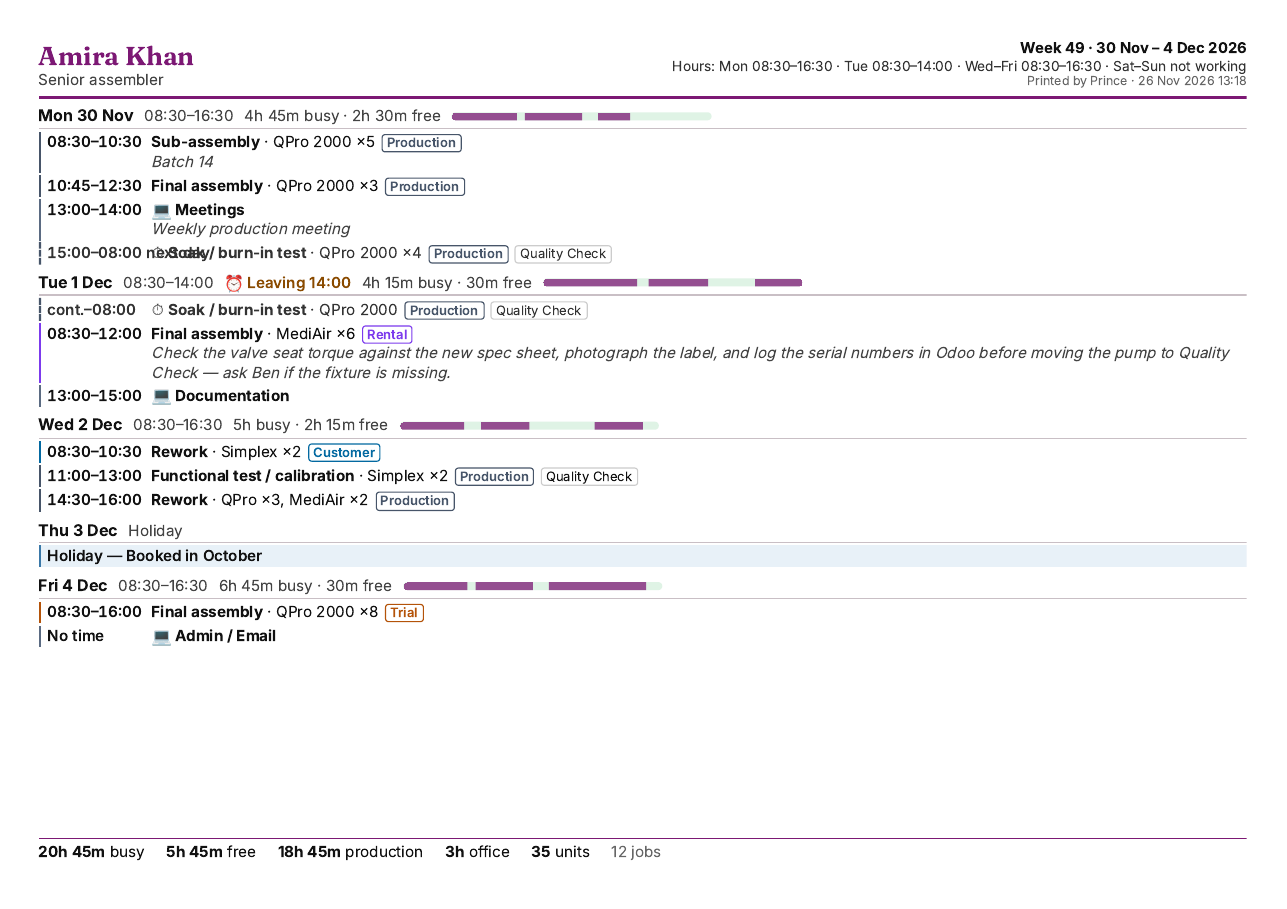 Amira Khan
Senior assembler
Week 49 · 30 Nov – 4 Dec 2026
Hours: Mon 08:30–16:30 · Tue 08:30–14:00 · Wed–Fri 08:30–16:30 · Sat–Sun not working
Printed by Prince · 26 Nov 2026 13:18
Mon 30 Nov 08:30–16:30 4h 45m busy · 2h 30m free
08:30–10:30 Sub-assembly · QPro 2000 ×5 Production
Batch 14
10:45–12:30 Final assembly · QPro 2000 ×3 Production
13:00–14:00 💻 Meetings
Weekly production meeting
15:00–08:00 next day ⏱ Soak / burn-in test · QPro 2000 ×4 Production Quality Check
Tue 1 Dec 08:30–14:00 ⏰ Leaving 14:00 4h 15m busy · 30m free
cont.–08:00 ⏱ Soak / burn-in test · QPro 2000 Production Quality Check
08:30–12:00 Final assembly · MediAir ×6 Rental
Check the valve seat torque against the new spec sheet, photograph the label, and log the serial numbers in Odoo before moving the pump to Quality
Check — ask Ben if the fixture is missing.
13:00–15:00 💻 Documentation
Wed 2 Dec 08:30–16:30 5h busy · 2h 15m free
08:30–10:30 Rework · Simplex ×2 Customer
11:00–13:00 Functional test / calibration · Simplex ×2 Production Quality Check
14:30–16:00 Rework · QPro ×3, MediAir ×2 Production
Thu 3 Dec Holiday
Holiday — Booked in October
Fri 4 Dec 08:30–16:30 6h 45m busy · 30m free
08:30–16:00 Final assembly · QPro 2000 ×8 Trial
No time 💻 Admin / Email
20h 45m busy 5h 45m free 18h 45m production 3h office 35 units 12 jobs